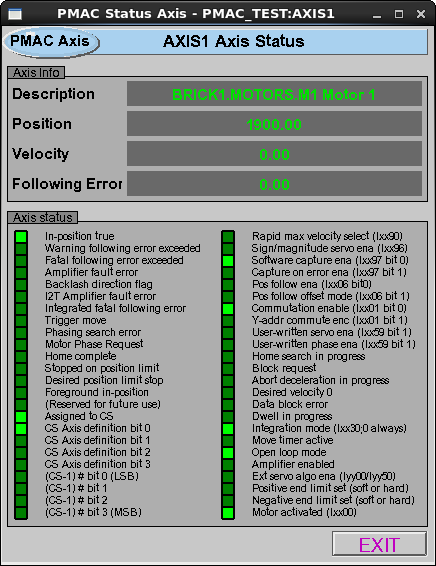 PMAC Status Axis - PMAC_TEST:AXIS1
PMAC Axis
AXIS1 Axis Status
Axis Info
Description BRICK1.MOTORS.M1 Motor 1
Position 1900.00
Velocity 0.00
Following Error 0.00
Axis status
In-position true
Warning following error exceeded
Fatal following error exceeded
Amplifier fault error
Backlash direction flag
I2T Amplifier fault error
Integrated fatal following error
Trigger move
Phasing search error
Motor Phase Request
Home complete
Stopped on position limit
Desired position limit stop
Foreground in-position
(Reserved for future use)
Assigned to CS
CS Axis definition bit 0
CS Axis definition bit 1
CS Axis definition bit 2
CS Axis definition bit 3
(CS-1) # bit 0 (LSB)
(CS-1) # bit 1
(CS-1) # bit 2
(CS-1) # bit 3 (MSB)
Rapid max velocity select (Ixx90)
Sign/magnitude servo ena (Ixx96)
Software capture ena (Ixx97 bit 0)
Capture on error ena (Ixx97 bit 1)
Pos follow ena (Ixx06 bit0)
Pos follow offset mode (Ixx06 bit 1)
Commutation enable (Ixx01 bit 0)
Y-addr commute enc (Ixx01 bit 1)
User-written servo ena (Ixx59 bit 1)
User-written phase ena (Ixx59 bit 1)
Home search in progress
Block request
Abort deceleration in progress
Desired velocity 0
Data block error
Dwell in progress
Integration mode (Ixx30;0 always)
Move timer active
Open loop mode
Amplifier enabled
Ext servo algo ena (Iyy00/Iyy50)
Positive end limit set (soft or hard)
Negative end limit set (soft or hard)
Motor activated (Ixx00)
EXIT